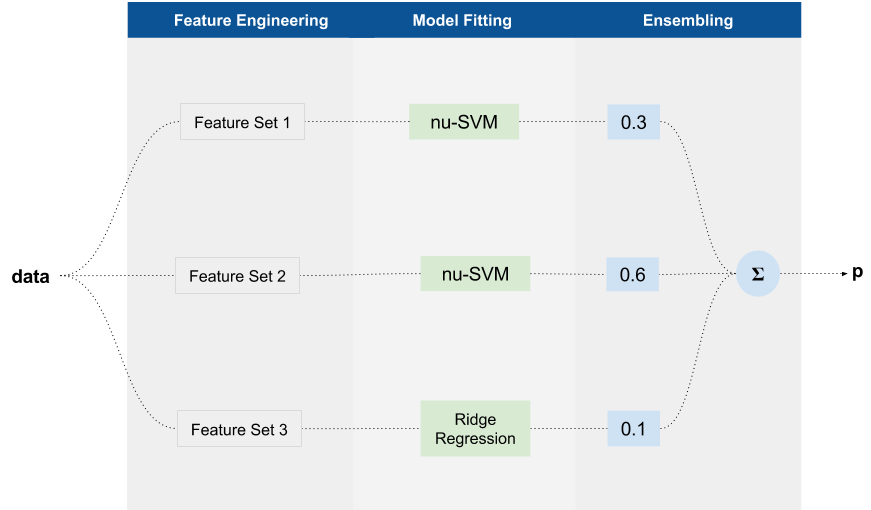 Feature Engineering
Model Fitting
Ensembling
Feature Set 1
nu-SVM
0.3
data
Feature Set 2
nu-SVM
0.6
Σ
p
Feature Set 3
Ridge
Regression
0.1